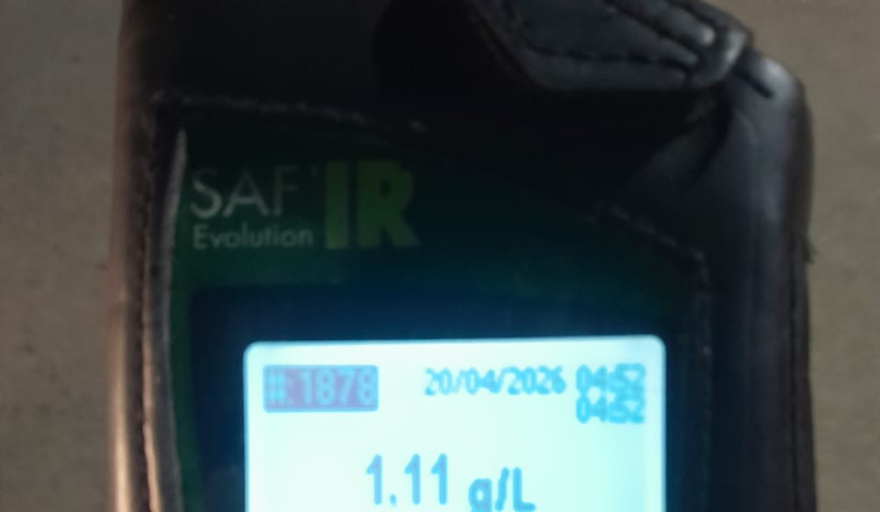 SAF'IR
Evolution
#:1878 20/04/2026 04:52
04:52
1.11 g/L